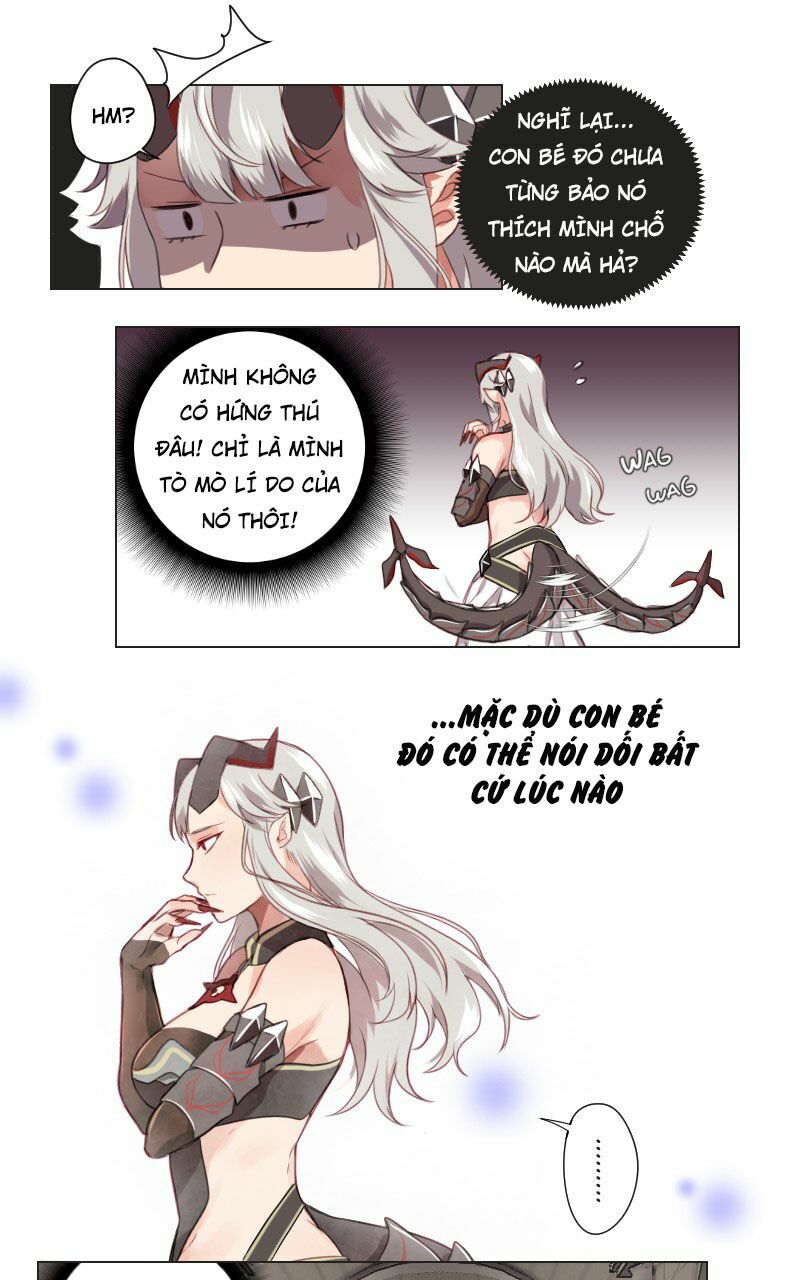 HM?
NGHĨ LẠI...
CON BÉ ĐÓ CHƯA
TỪNG BẢO NÓ
THÍCH MÌNH CHỖ
NÀO MÀ HẢ?
MÌNH KHÔNG
CÓ HỨNG THÚ
ĐÂU! CHỈ LÀ MÌNH
TÒ MÒ LÍ DO CỦA
NÓ THÔI!
WAG
WAG
...MẶC DÙ CON BÉ
ĐÓ CÓ THỂ NÓI DỐI BẤT
CỨ LÚC NÀO
.........